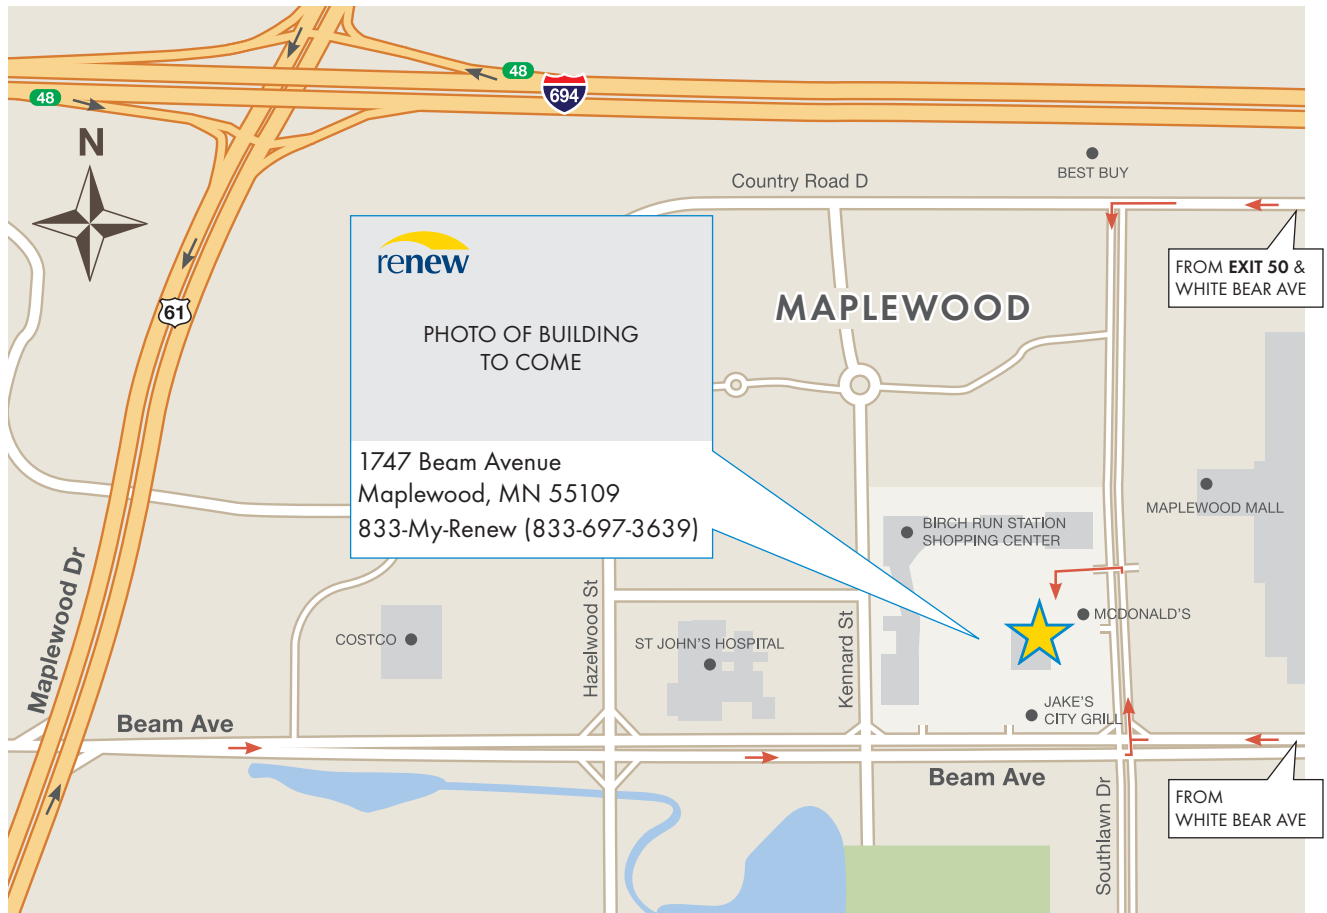 48
694
48
N
BEST BUY
Country Road D
renew
FROM EXIT 50 &
WHITE BEAR AVE
61
MAPLEWOOD
PHOTO OF BUILDING
TO COME
1747 Beam Avenue
Maplewood, MN 55109
833-My-Renew (833-697-3639)
MAPLEWOOD MALL
BIRCH RUN STATION
SHOPPING CENTER
Maplewood Dr
Hazelwood St
Kennard St
MCDONALD'S
COSTCO
ST JOHN'S HOSPITAL
JAKE'S
CITY GRILL
Beam Ave
Beam Ave
Southlawn Dr
FROM
WHITE BEAR AVE